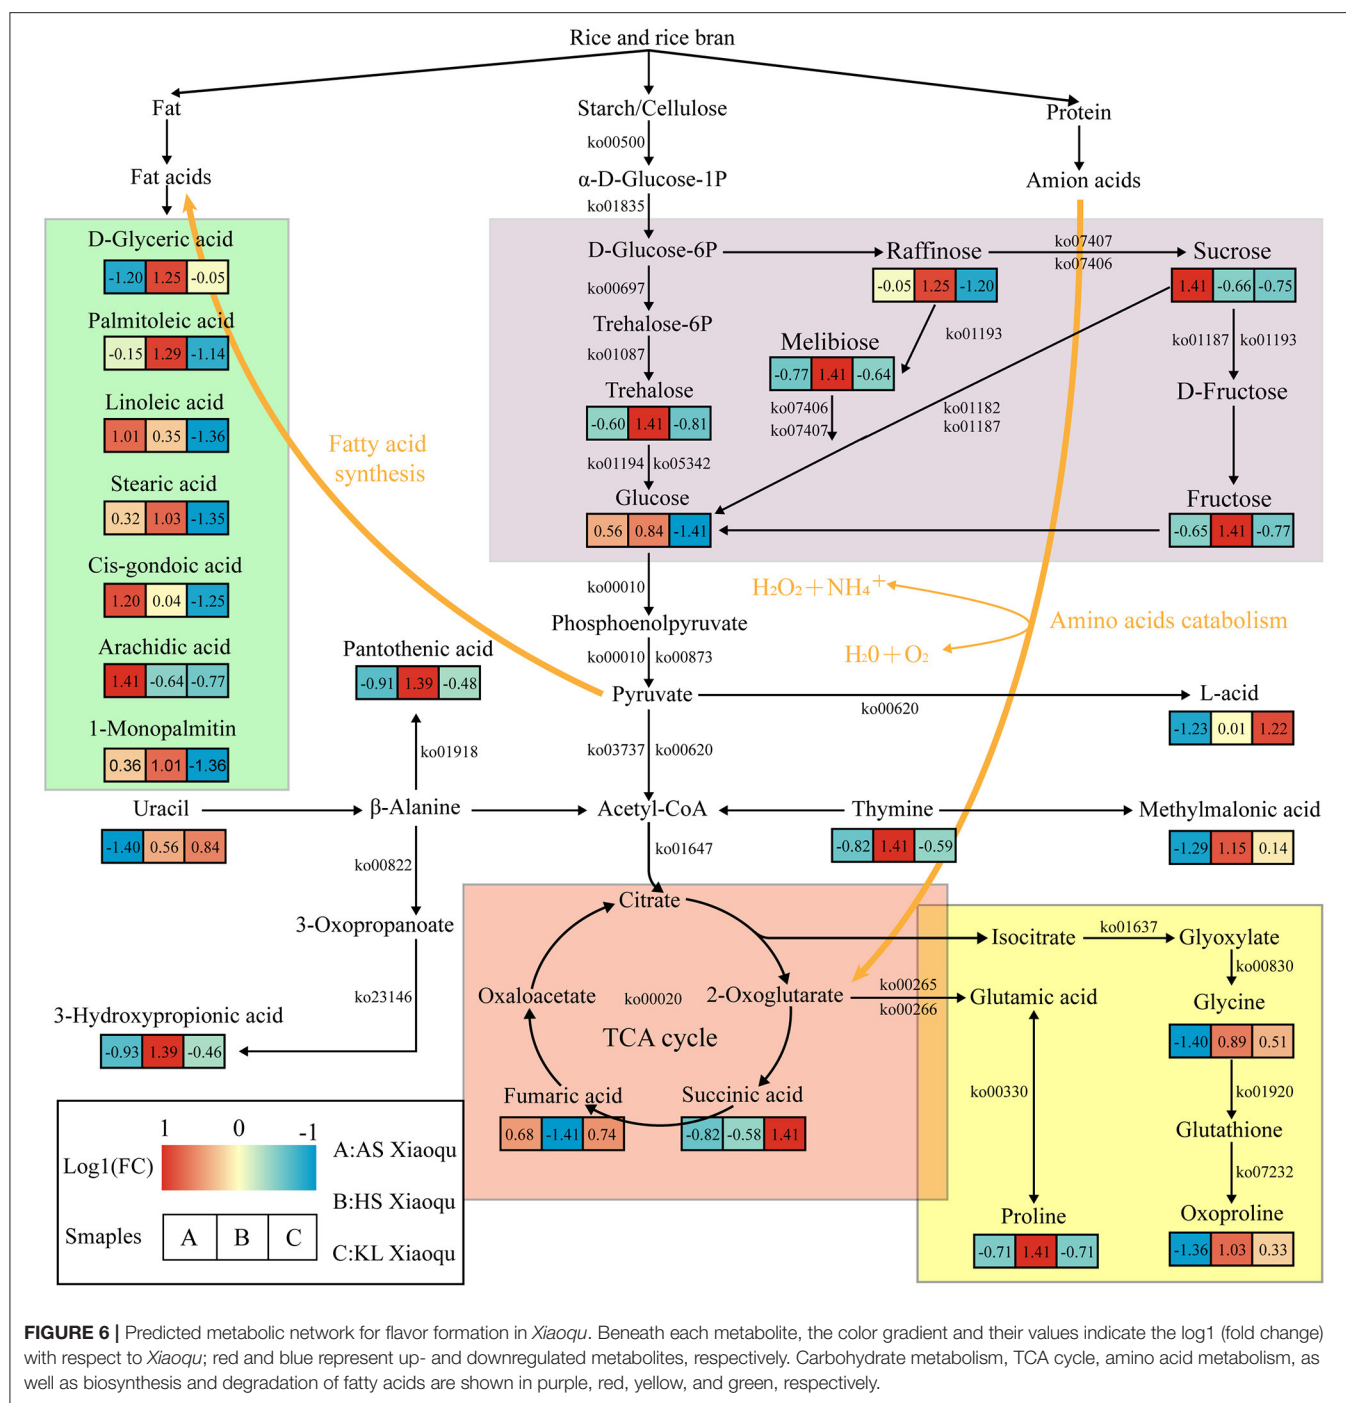 Rice and rice bran
Fat
Starch/Cellulose
Protein
ko00500
Fat acids
α-D-Glucose-1P
Amion acids
ko01835
D-Glyceric acid
-1.20 1.25 -0.05
Palmitoleic acid
-0.15 1.29 -1.14
Linoleic acid
1.01 0.35 -1.36
Stearic acid
0.32 1.03 -1.35
Cis-gondoic acid
1.20 0.04 -1.25
Arachidic acid
1.41 -0.64 -0.77
1-Monopalmitin
0.36 1.01 -1.36
Fatty acid
synthesis
D-Glucose-6P
Raffinose
-0.05 1.25 -1.20
ko07407
ko07406
Sucrose
1.41 -0.66 -0.75
ko00697
Trehalose-6P
ko01087
Trehalose
-0.60 1.41 -0.81
ko01194 ko05342
Melibiose
-0.77 1.41 -0.64
ko01193
ko07406
ko07407
ko01182
ko01187
ko01187 ko01193
D-Fructose
Fructose
-0.65 1.41 -0.77
Glucose
0.56 0.84 -1.41
ko00010
Phosphoenolpyruvate
ko00010 ko00873
H₂O₂+NH₄⁺
H₂0+O₂
Amino acids catabolism
Pyruvate
ko00620
L-acid
-1.23 0.01 1.22
Pantothenic acid
-0.91 1.39 -0.48
ko01918
ko03737 ko00620
Uracil
-1.40 0.56 0.84
β-Alanine
Acetyl-CoA
Thymine
-0.82 1.41 -0.59
Methylmalonic acid
-1.29 1.15 0.14
ko00822
3-Oxopropanoate
ko23146
3-Hydroxypropionic acid
-0.93 1.39 -0.46
ko01647
Citrate
Oxaloacetate
ko00020
2-Oxoglutarate
TCA cycle
Fumaric acid
0.68 -1.41 0.74
Succinic acid
-0.82 -0.58 1.41
Isocitrate
ko01637
Glyoxylate
ko00830
ko00265
ko00266
Glutamic acid
Glycine
-1.40 0.89 0.51
ko00330
ko01920
Glutathione
ko07232
Proline
-0.71 1.41 -0.71
Oxoproline
-1.36 1.03 0.33
1 0 -1
Log1(FC)
Smaples
A B C
A:AS Xiaoqu
B:HS Xiaoqu
C:KL Xiaoqu
FIGURE 6 | Predicted metabolic network for flavor formation in Xiaoqu. Beneath each metabolite, the color gradient and their values indicate the log1 (fold change)
with respect to Xiaoqu; red and blue represent up- and downregulated metabolites, respectively. Carbohydrate metabolism, TCA cycle, amino acid metabolism, as
well as biosynthesis and degradation of fatty acids are shown in purple, red, yellow, and green, respectively.